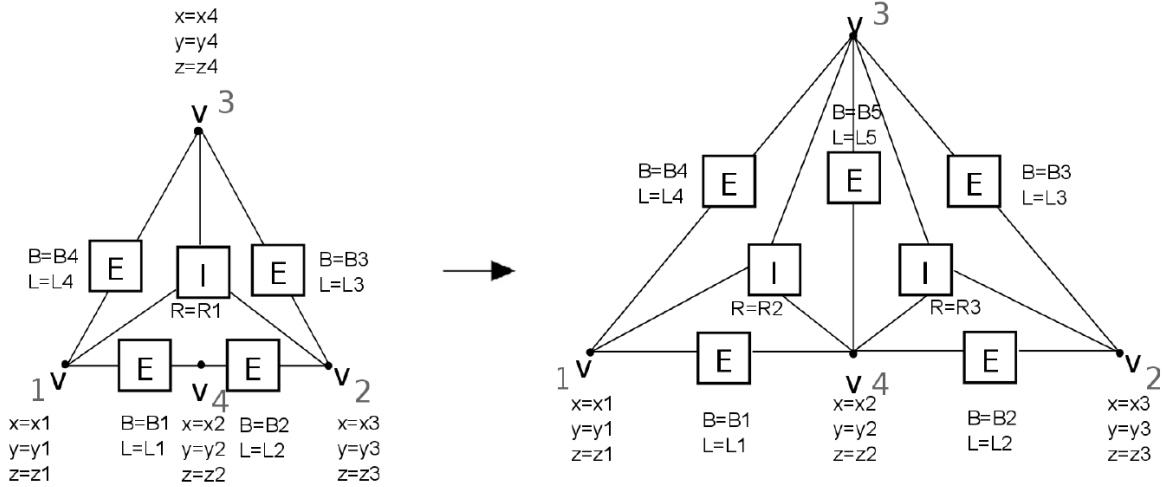 x=x4
y=y4
z=z4
v 3
E
I
E
B=B4
L=L4
B=B3
L=L3
R=R1
1 v
E
E
v 2
v 4
x=x1
y=y1
z=z1
B=B1
L=L1
x=x2
y=y2
z=z2
B=B2
L=L2
x=x3
y=y3
z=z3
v 3
B=B5
L=L5
B=B4
L=L4
E
E
E
B=B3
L=L3
I
I
R=R2
R=R3
E
E
1 v
v 4
v 2
x=x1
y=y1
z=z1
B=B1
L=L1
x=x2
y=y2
z=z2
B=B2
L=L2
x=x3
y=y3
z=z3